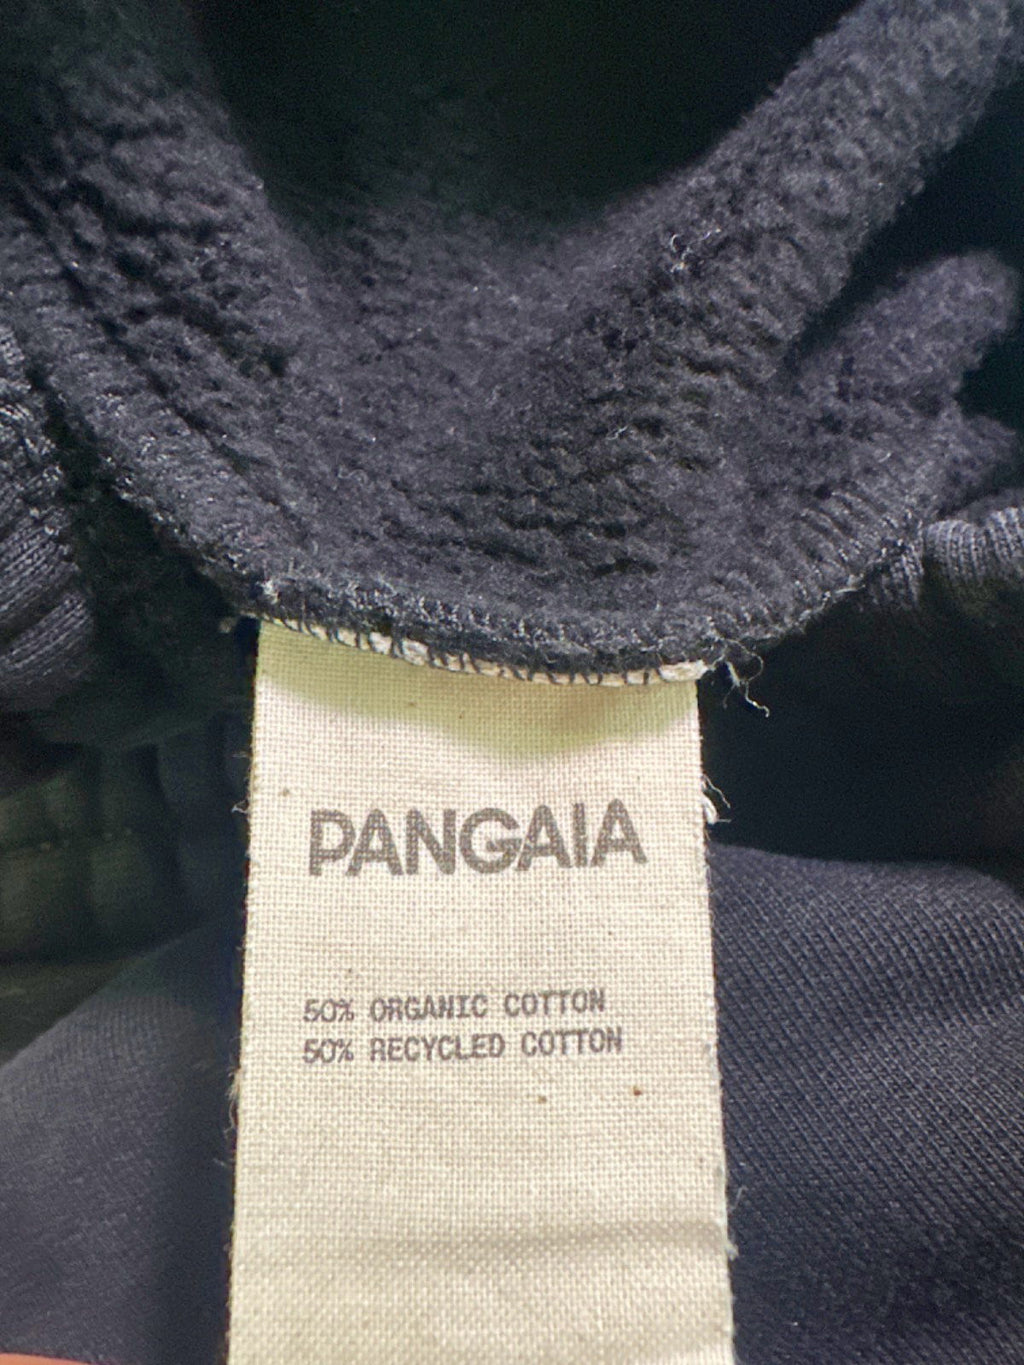 PANGAIA
50% ORGANIC COTTON
50% RECYCLED COTTON